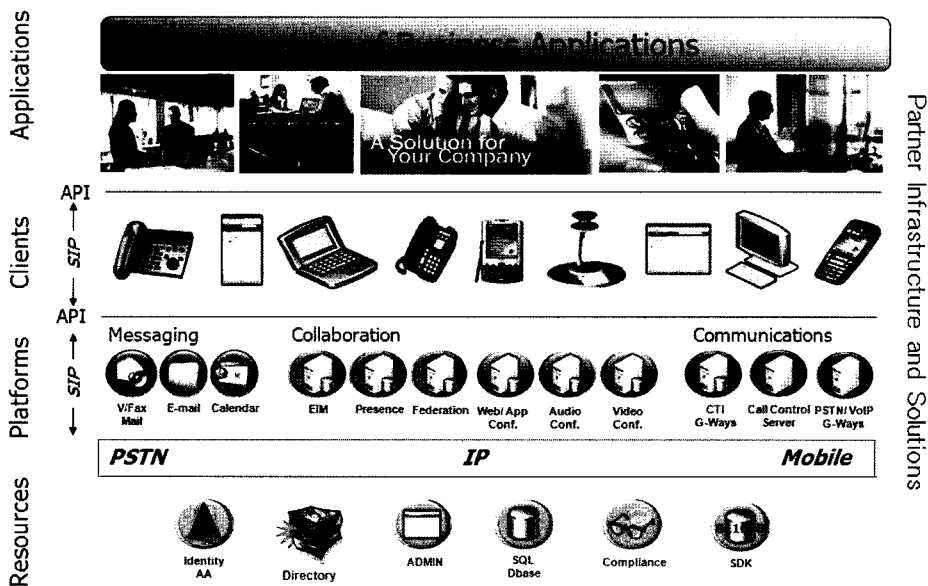 Applications
Business Applications
A Solution for
Your Company
Partner Infrastructure and Solutions
API
SIP
Clients
API
Messaging
Collaboration
Communications
SIP
Platforms
V/Fax
Mail
E-mail
Calendar
EIM
Presence
Federation
Web/App
Conf.
Audio
Conf.
Video
Conf.
CTI
G-Ways
Call Control
Server
PSTN/VoIP
G-Ways
PSTN
IP
Mobile
Resources
Identity
AA
Directory
ADMIN
SQL
Dbase
Compliance
SDK